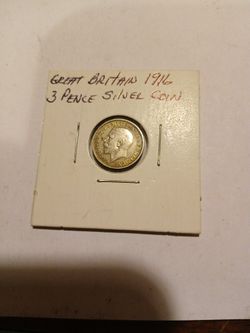 GREAT BRITAIN 1916
3 PENCE SILVER COIN